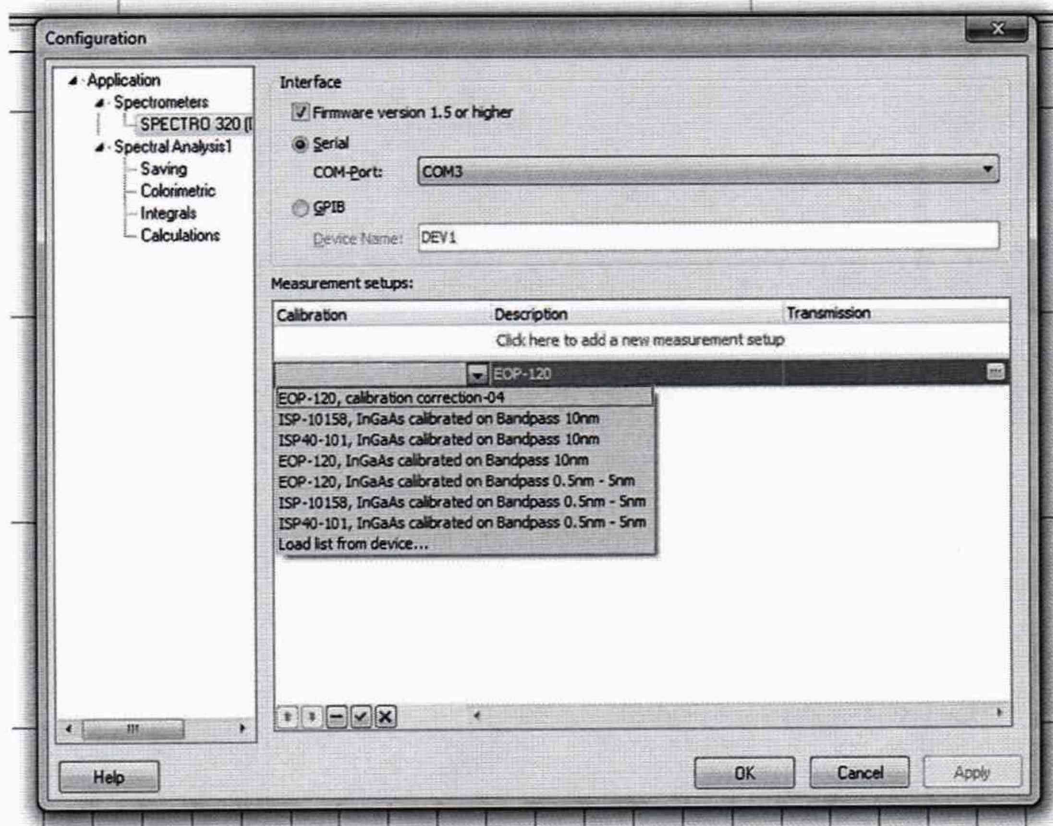 Configuration
Application
Spectrometers
SPECTRO 320 (
Spectral Analysis1
Saving
Colorimetric
Integrals
Calculations
Interface
Firmware version 1.5 or higher
Serial
COM-Port: COM3
GPIB
Device Name: DEV1
Measurement setups:
Calibration Description Transmission
Click here to add a new measurement setup
EOP-120
EOP-120, calibration correction-04
ISP-10158, InGaAs calibrated on Bandpass 10nm
ISP40-101, InGaAs calibrated on Bandpass 10nm
EOP-120, InGaAs calibrated on Bandpass 10nm
EOP-120, InGaAs calibrated on Bandpass 0.5nm - 5nm
ISP-10158, InGaAs calibrated on Bandpass 0.5nm - 5nm
ISP40-101, InGaAs calibrated on Bandpass 0.5nm - 5nm
Load list from device...
Help OK Cancel Apply